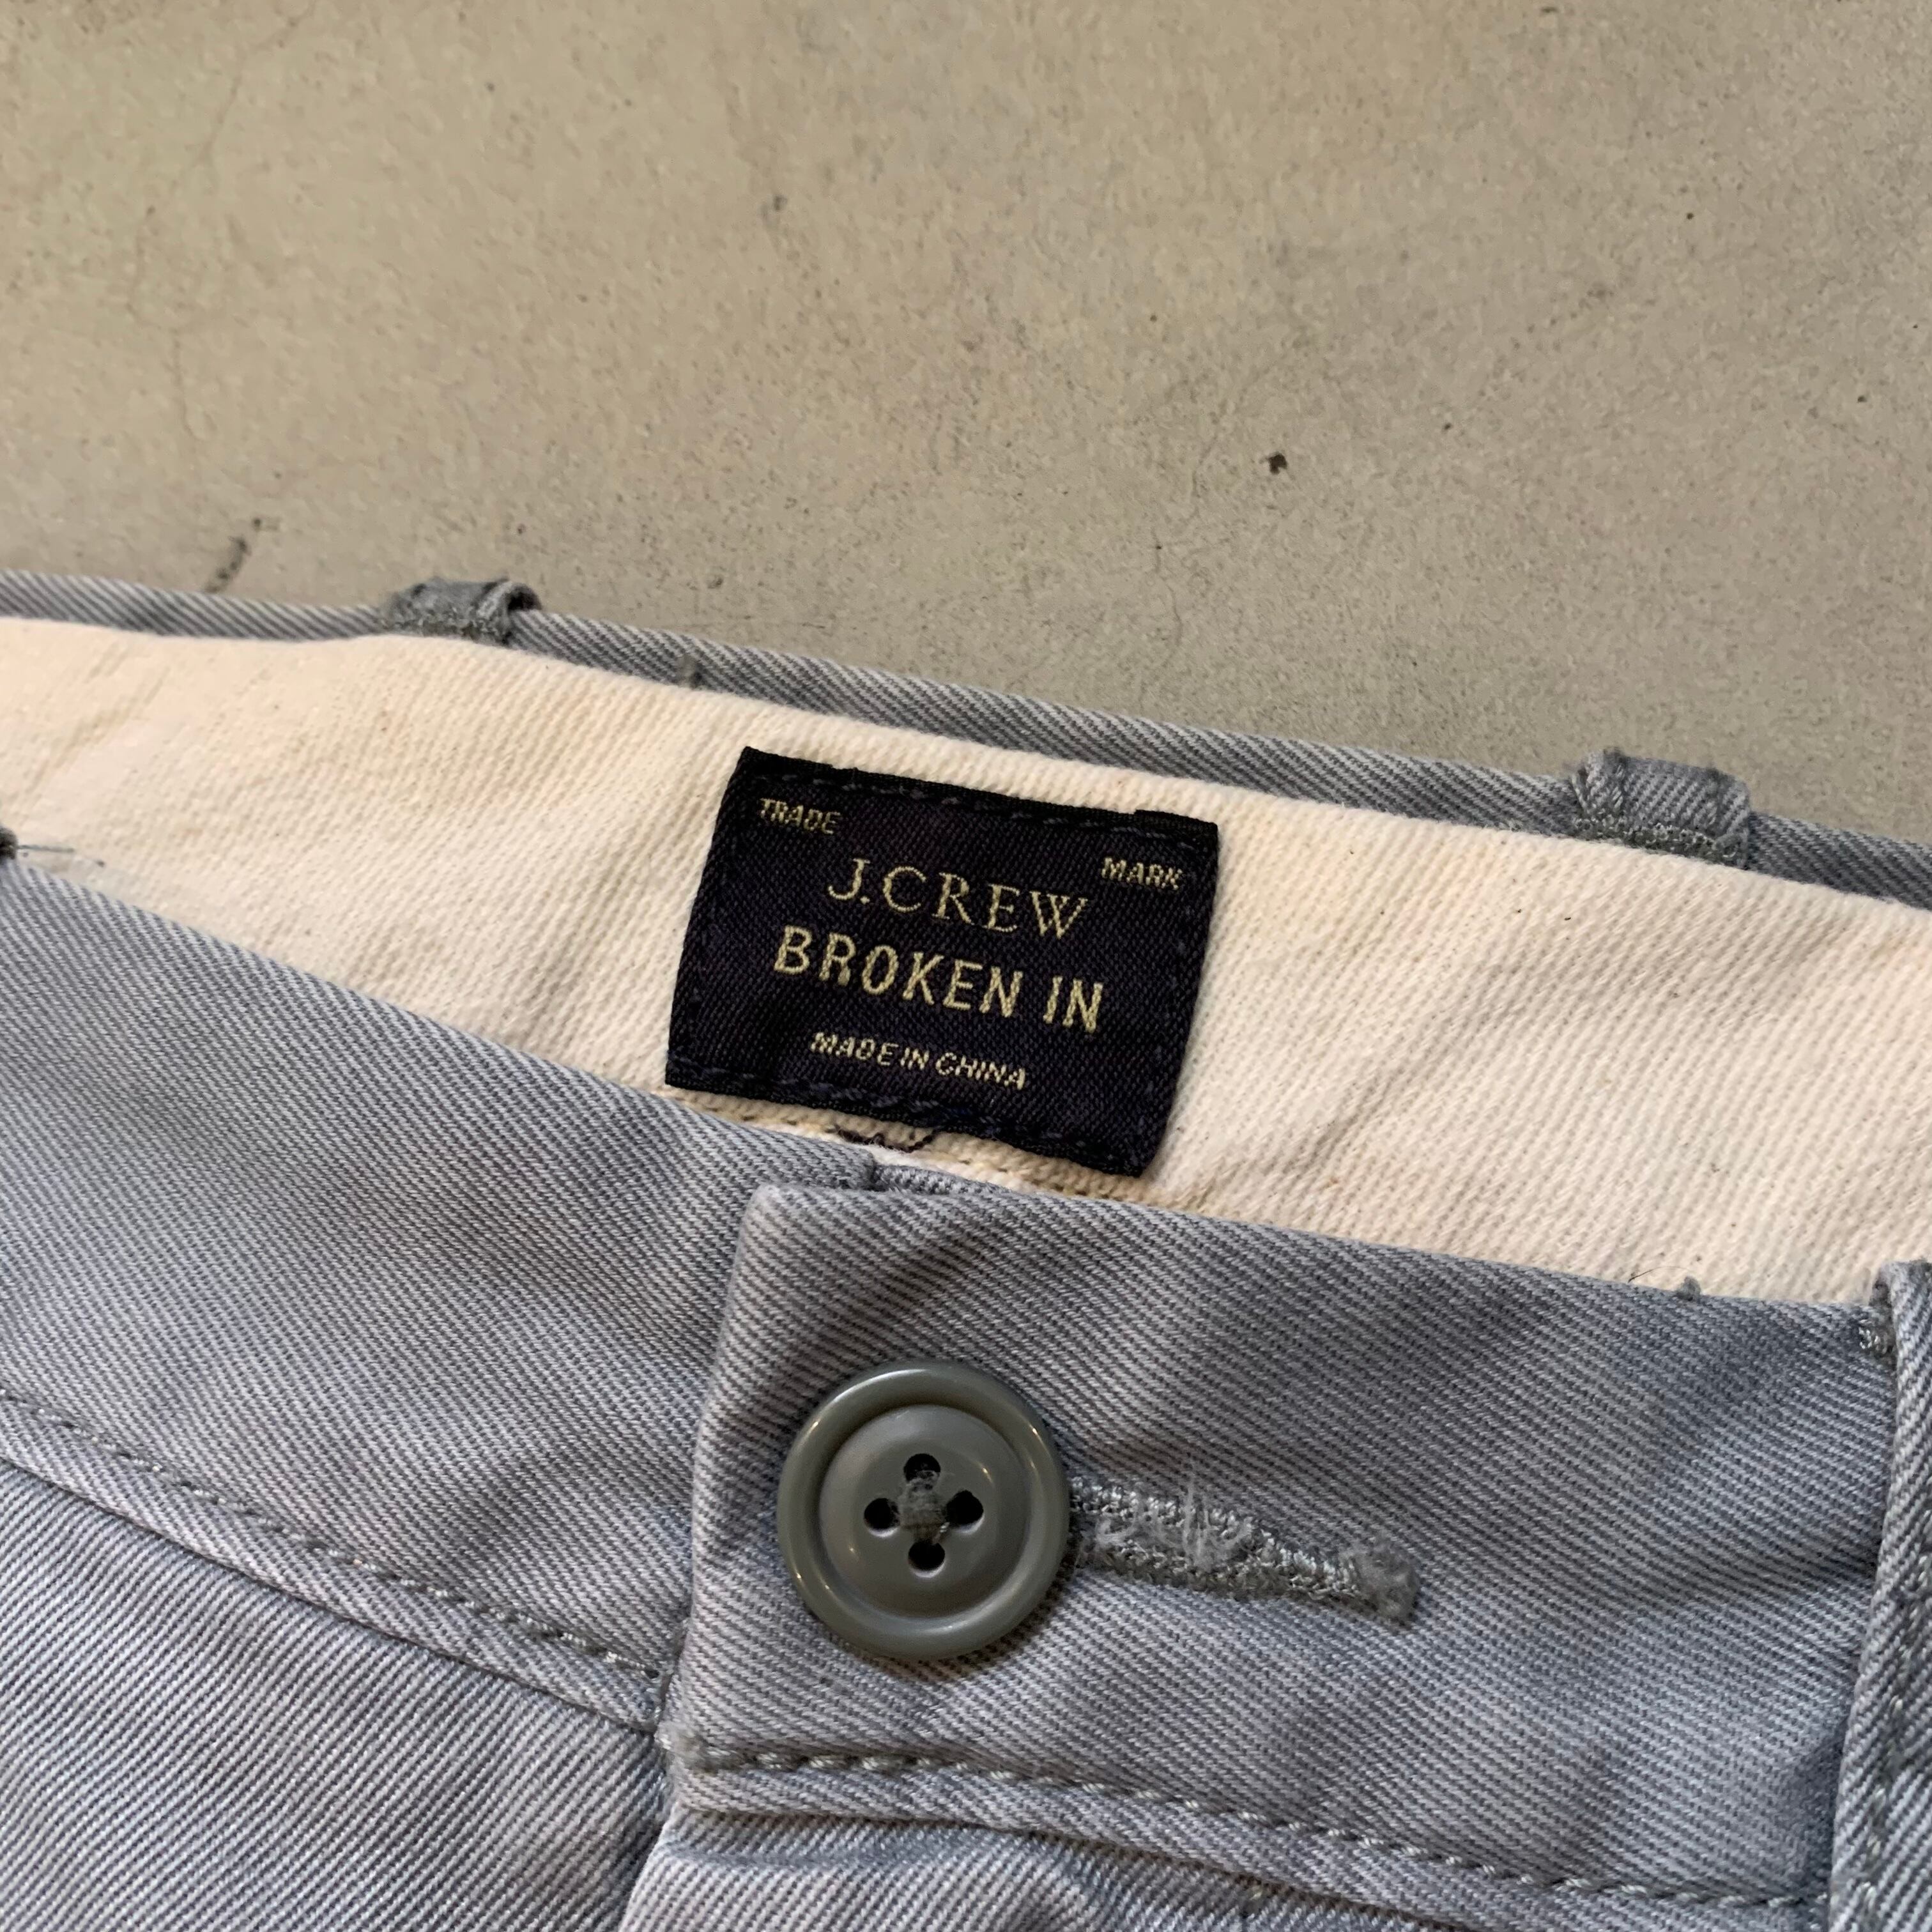 TRADE MARK
J.CREW
BROKEN IN
MADE IN CHINA